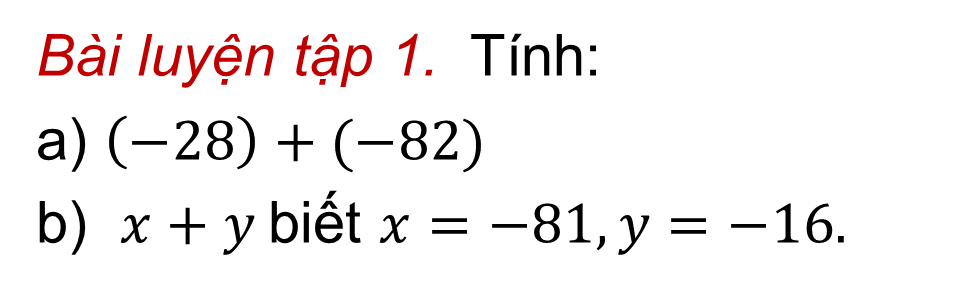 Bài luyện tập 1. Tính:
a) (−28) + (−82)
b) x + y biết x = −81, y = −16.